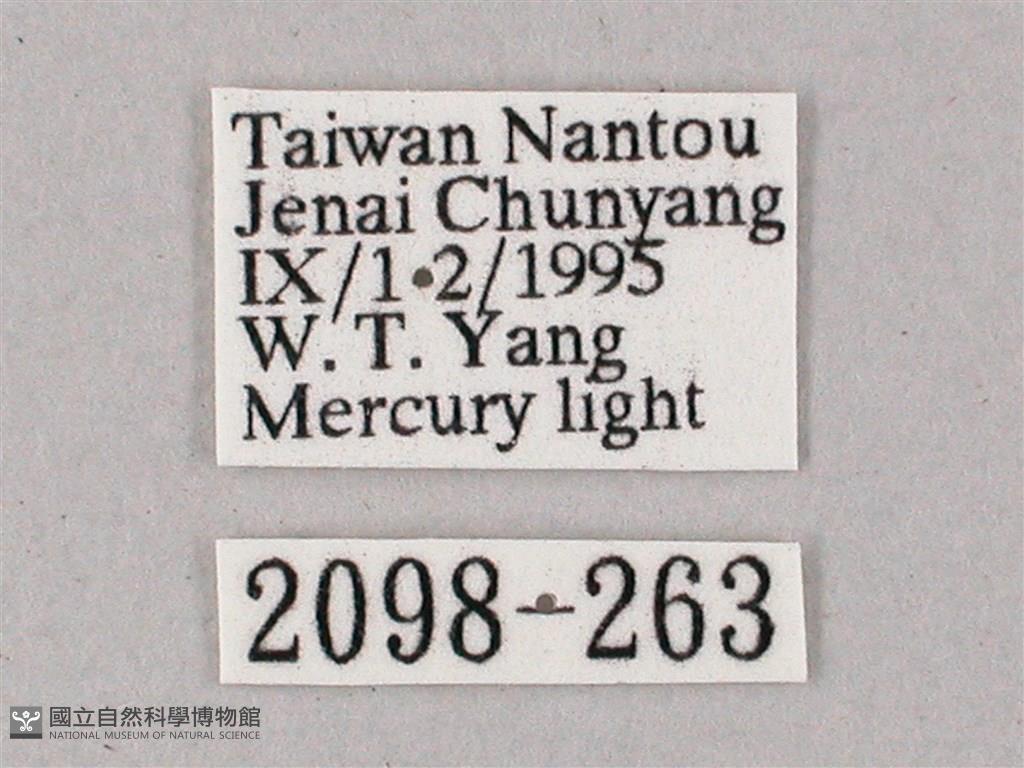 Taiwan Nantou
Jenai Chunyang
IX/1-2/1995
W. T. Yang
Mercury light
2098-263
國立自然科學博物館
NATIONAL MUSEUM OF NATURAL SCIENCE